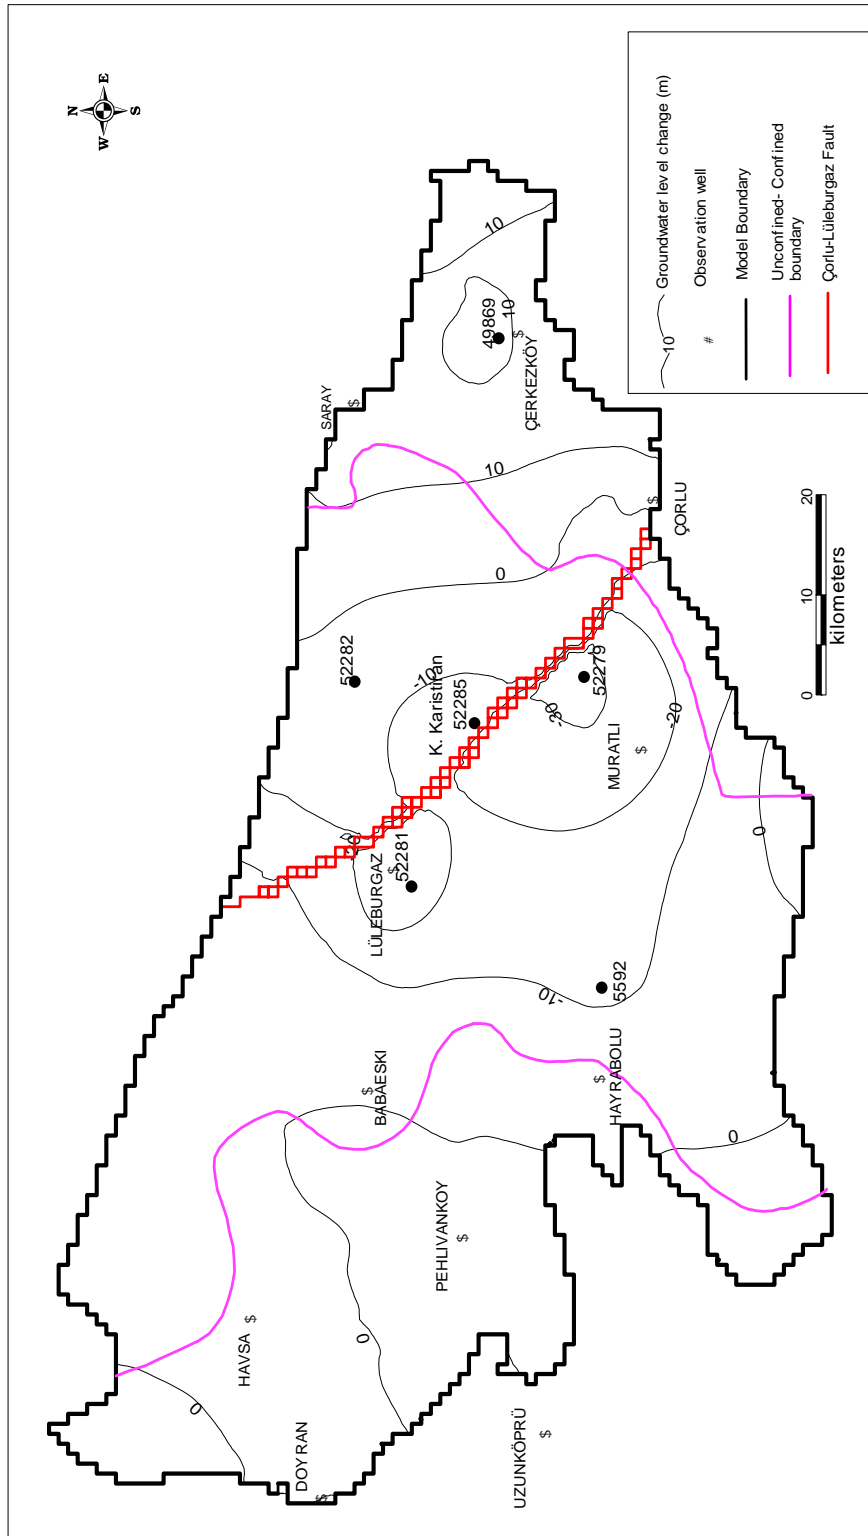 N
E
S
W
10
49869
10
$
ÇERKEZKÖY
SARAY
$
10
$
ÇORLU
0
52282
-10
K. Karistiran
52285
52279
-30
MURATLI
$
-20
0
LÜLEBURGAZ
$
52281
-10
5592
BABAESKI
$
HAYRABOLU
$
0
PEHLIVANKOY
$
HAVSA
$
0
0
DOYRAN
$
UZUNKÖPRÜ
$
10
Groundwater level change (m)
#
Observation well
Model Boundary
Unconfined- Confined
boundary
Çorlu-Lüleburgaz Fault
0
10
20
kilometers